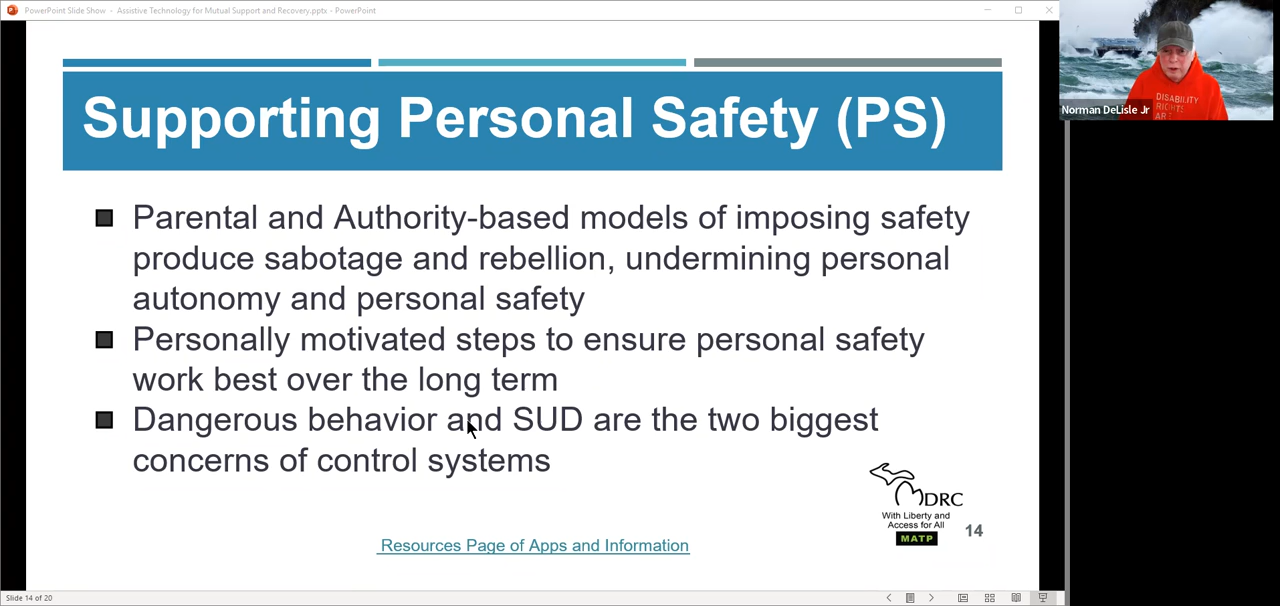 PowerPoint Slide Show - Assistive Technology for Mutual Support and Recovery.pptx - PowerPoint
Supporting Personal Safety (PS)
Parental and Authority-based models of imposing safety
produce sabotage and rebellion, undermining personal
autonomy and personal safety
Personally motivated steps to ensure personal safety
work best over the long term
Dangerous behavior and SUD are the two biggest
concerns of control systems
MDRC
With Liberty and
Access for All
MATP
14
Resources Page of Apps and Information
Slide 14 of 20
Norman DeLisle Jr
DISABILITY
RIGHTS